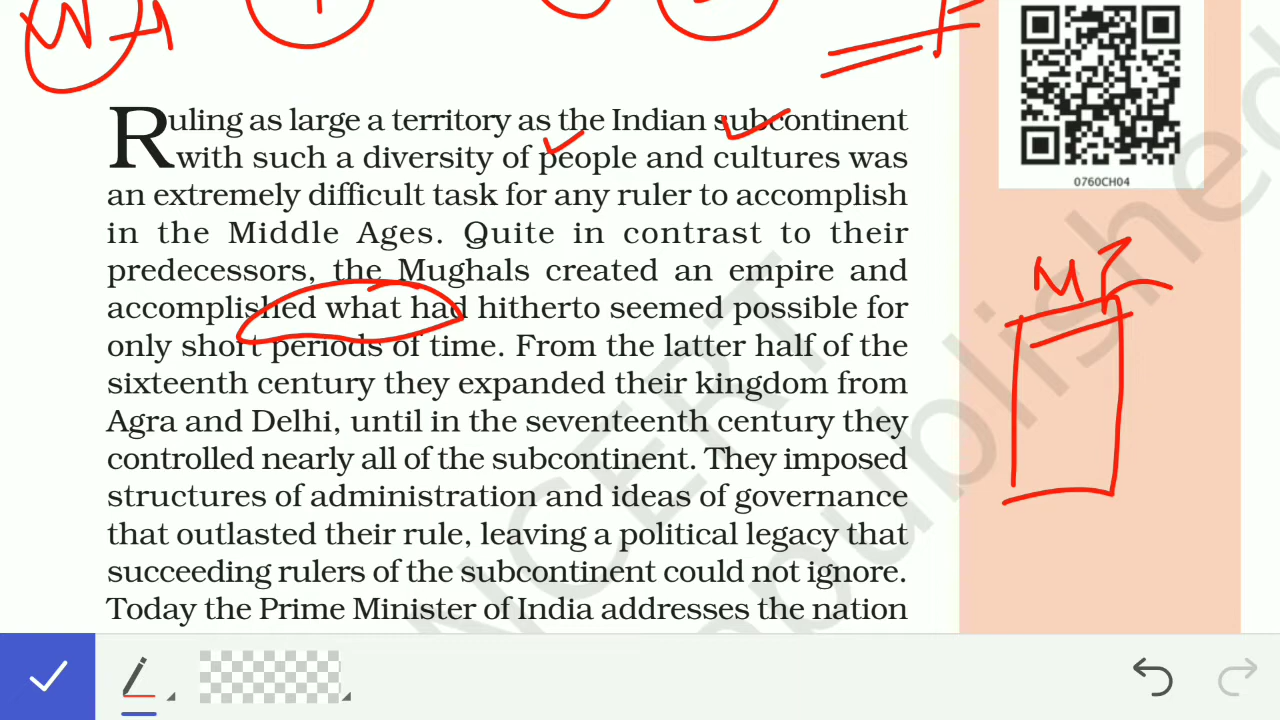 Ruling as large a territory as the Indian subcontinent
with such a diversity of people and cultures was
an extremely difficult task for any ruler to accomplish
in the Middle Ages. Quite in contrast to their
predecessors, the Mughals created an empire and
accomplished what had hitherto seemed possible for
only short periods of time. From the latter half of the
sixteenth century they expanded their kingdom from
Agra and Delhi, until in the seventeenth century they
controlled nearly all of the subcontinent. They imposed
structures of administration and ideas of governance
that outlasted their rule, leaving a political legacy that
succeeding rulers of the subcontinent could not ignore.
Today the Prime Minister of India addresses the nation
0760CH04
NCERT
published